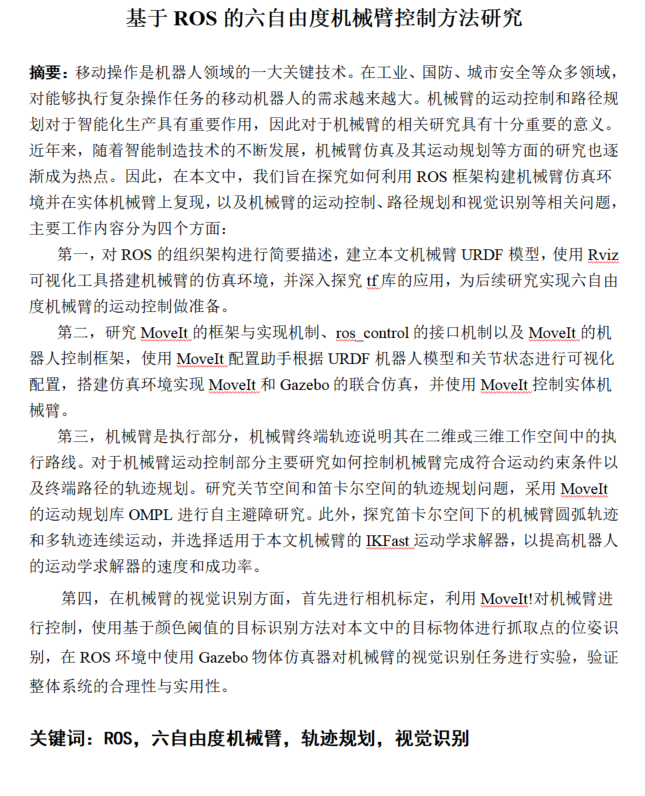 基于 ROS 的六自由度机械臂控制方法研究
摘要：移动操作是机器人领域的一大关键技术。在工业、国防、城市安全等众多领域，
对能够执行复杂操作任务的移动机器人的需求越来越大。机械臂的运动控制和路径规
划对于智能化生产具有重要作用，因此对于机械臂的相关研究具有十分重要的意义。
近年来，随着智能制造技术的不断发展，机械臂仿真及其运动规划等方面的研究也逐
渐成为热点。因此，在本文中，我们旨在探究如何利用 ROS 框架构建机械臂仿真环
境并在实体机械臂上复现，以及机械臂的运动控制、路径规划和视觉识别等相关问题，
主要工作内容分为四个方面：
第一，对 ROS 的组织架构进行简要描述，建立本文机械臂 URDF 模型，使用 Rviz
可视化工具搭建机械臂的仿真环境，并深入探究 tf 库的应用，为后续研究实现六自由
度机械臂的运动控制做准备。
第二，研究 MoveIt 的框架与实现机制、ros_control 的接口机制以及 MoveIt 的机
器人控制框架，使用 MoveIt 配置助手根据 URDF 机器人模型和关节状态进行可视化
配置，搭建仿真环境实现 MoveIt 和 Gazebo 的联合仿真，并使用 MoveIt 控制实体机
械臂。
第三，机械臂是执行部分，机械臂终端轨迹说明其在二维或三维工作空间中的执
行路线。对于机械臂运动控制部分主要研究如何控制机械臂完成符合运动约束条件以
及终端路径的轨迹规划。研究关节空间和笛卡尔空间的轨迹规划问题，采用 MoveIt
的运动规划库 OMPL 进行自主避障研究。此外，探究笛卡尔空间下的机械臂圆弧轨迹
和多轨迹连续运动，并选择适用于本文机械臂的 IKFast 运动学求解器，以提高机器人
的运动学求解器的速度和成功率。
第四，在机械臂的视觉识别方面，首先进行相机标定，利用 MoveIt!对机械臂进
行控制，使用基于颜色阈值的目标识别方法对本文中的目标物体进行抓取点的位姿识
别，在 ROS 环境中使用 Gazebo 物体仿真器对机械臂的视觉识别任务进行实验，验证
整体系统的合理性与实用性。
关键词：ROS，六自由度机械臂，轨迹规划，视觉识别